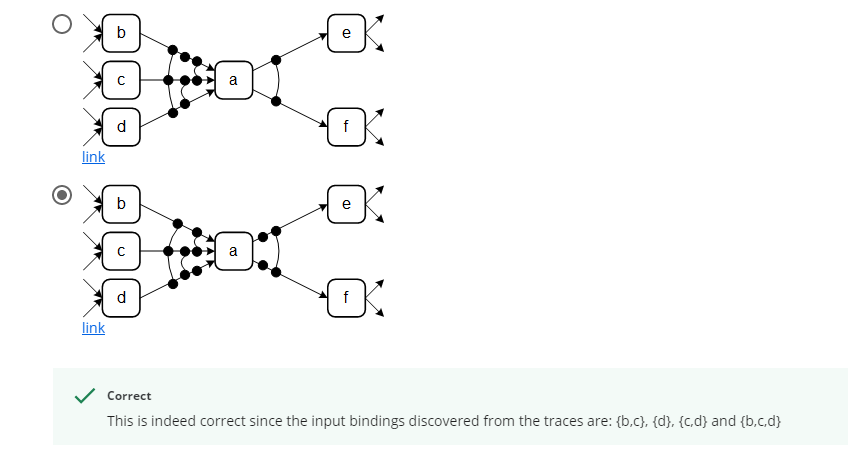 b e
c a
d f
link
b e
c a
d f
link
Correct
This is indeed correct since the input bindings discovered from the traces are: {b,c}, {d}, {c,d} and {b,c,d}